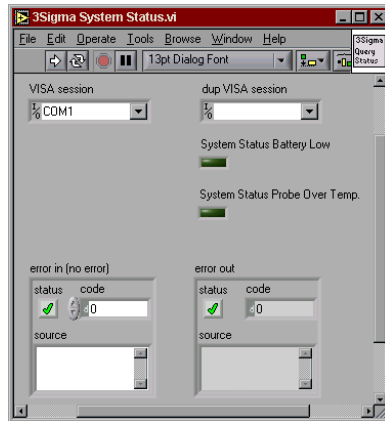 3Sigma System Status.vi
File Edit Operate Tools Browse Window Help
13pt Dialog Font
3Sigma
Query
Status
VISA session
dup VISA session
COM1
System Status Battery Low
System Status Probe Over Temp.
error in (no error)
error out
status code
status code
0
0
source
source